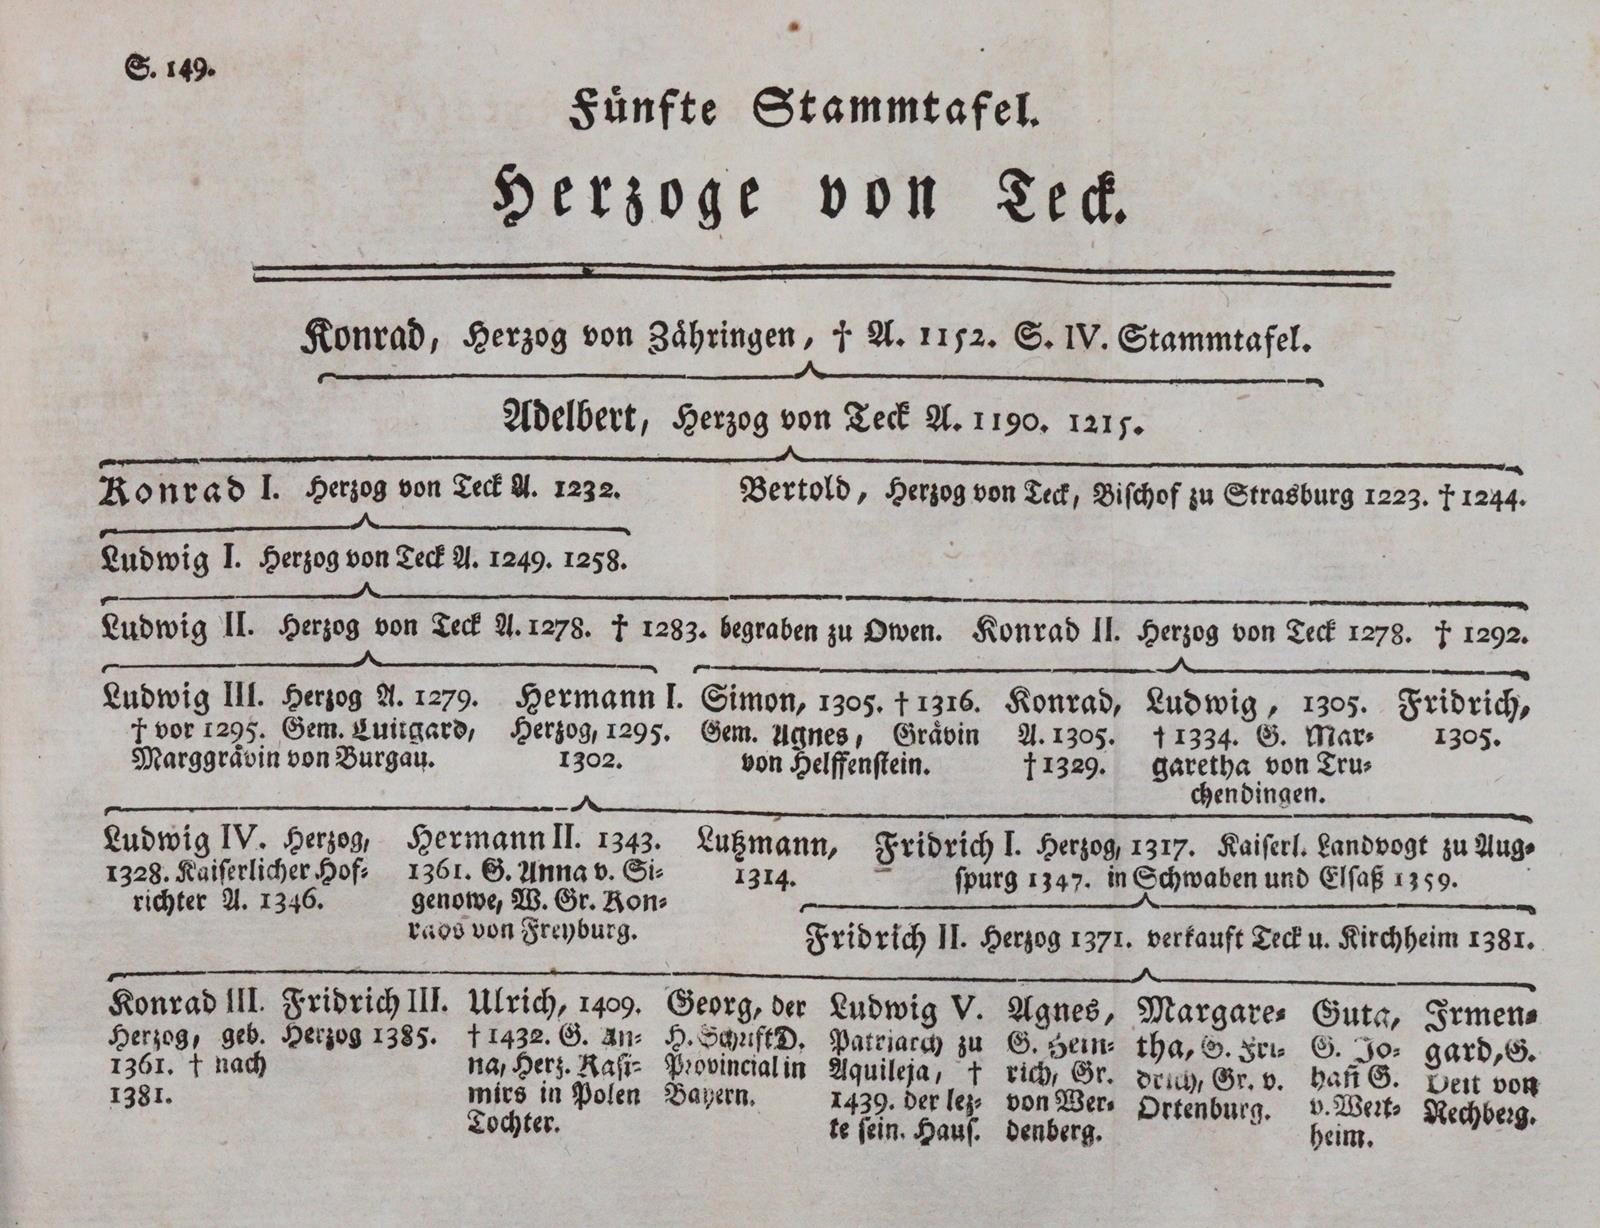 S. 149.
Fünfte Stammtafel.
Herzoge von Teck.
Konrad, Herzog von Zähringen, † A. 1152. S. IV. Stammtafel.
Adelbert, Herzog von Teck A. 1190. 1215.
Konrad I. Herzog von Teck A. 1232.
Bertold, Herzog von Teck, Bischof zu Strasburg 1223. † 1244.
Ludwig I. Herzog von Teck A. 1249. 1258.
Ludwig II. Herzog von Teck A. 1278. † 1283. begraben zu Owen.
Konrad II. Herzog von Teck 1278. † 1292.
Ludwig III. Herzog A. 1279.
† vor 1295. Gem. Luitgard,
Marggrävin von Burgau.
Hermann I.
Herzog, 1295.
1302.
Simon, 1305. † 1316.
Gem. Agnes, Grävin
von Helffenstein.
Konrad,
A. 1305.
† 1329.
Ludwig, 1305.
† 1334. G. Mar-
garetha von Tru-
chendingen.
Fridrich,
1305.
Ludwig IV. Herzog,
1328. Kaiserlicher Hof-
richter A. 1346.
Hermann II. 1343.
1361. G. Anna v. Si-
genowe, W. Gr. Kon-
rads von Freyburg.
Lutzmann,
1314.
Fridrich I. Herzog, 1317. Kaiserl. Landvogt zu Aug-
spurg 1347. in Schwaben und Elsaß 1359.
Fridrich II. Herzog 1371. verkauft Teck u. Kirchheim 1381.
Konrad III.
Herzog, geb.
1361. † nach
1381.
Fridrich III.
Herzog 1385.
Ulrich, 1409.
† 1432. G. An-
na, Herz. Kasi-
mirs in Polen
Tochter.
Georg, der
H. Schrift D.
Provincial in
Bayern.
Ludwig V.
Patriarch zu
Aquileja, †
1439. der lez-
te sein. Haus.
Agnes,
G. Hein-
rich, Gr.
von Wer-
denberg.
Margare-
tha, G. Fri-
drich, Gr. v.
Ortenburg.
Guta,
G. Jo-
hañ G.
v. Wert-
heim.
Irmen-
gard, G.
Veit von
Rechberg.